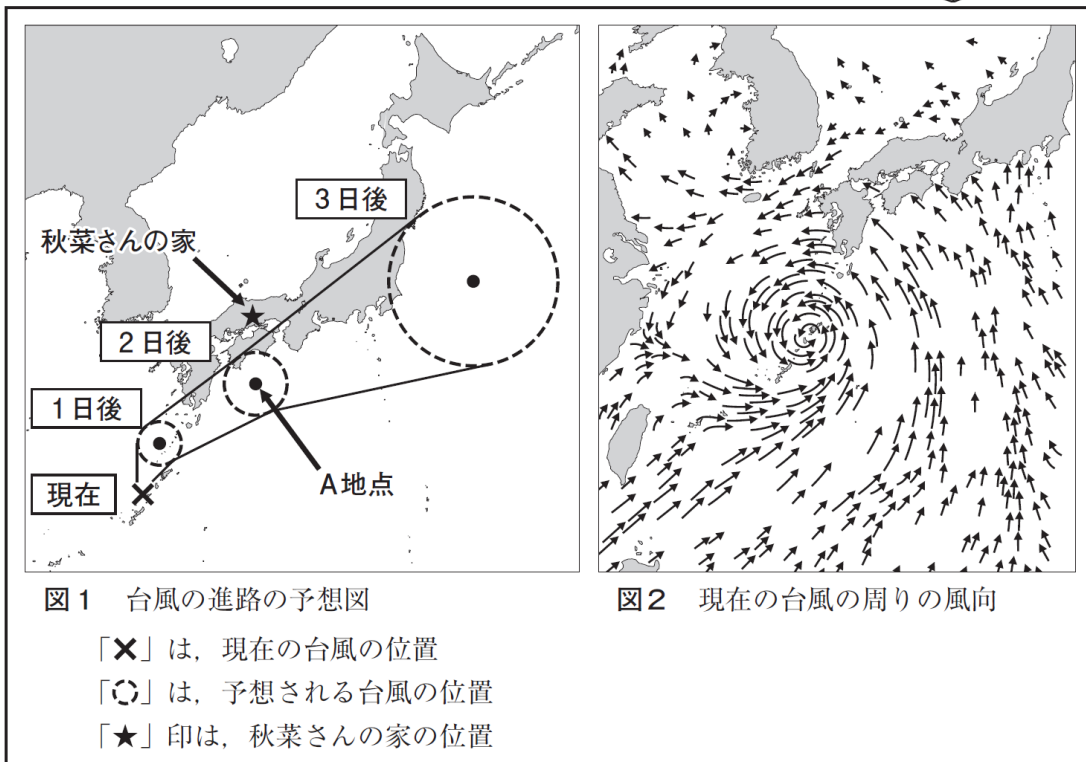 3日後
秋菜さんの家
2日後
1日後
A地点
現在
図1 台風の進路の予想図
図2 現在の台風の周りの風向
「×」は，現在の台風の位置
「◌」は，予想される台風の位置
「★」印は，秋菜さんの家の位置